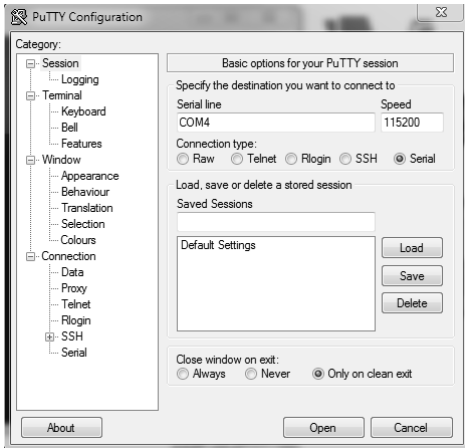 PuTTY Configuration
Category:
Session
Logging
Terminal
Keyboard
Bell
Features
Window
Appearance
Behaviour
Translation
Selection
Colours
Connection
Data
Proxy
Telnet
Rlogin
SSH
Serial
Basic options for your PuTTY session
Specify the destination you want to connect to
Serial line Speed
COM4 115200
Connection type:
Raw Telnet Rlogin SSH Serial
Load, save or delete a stored session
Saved Sessions
Default Settings
Load
Save
Delete
Close window on exit:
Always Never Only on clean exit
About Open Cancel